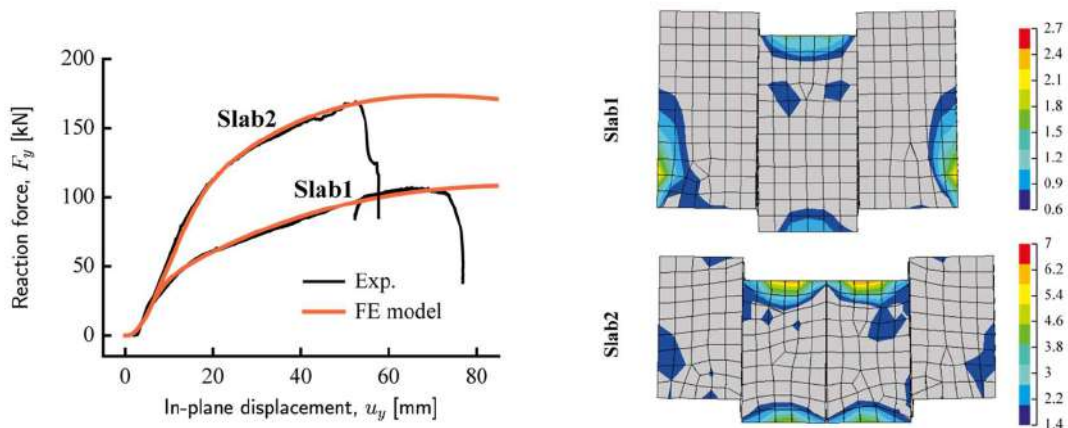 200
150
100
50
0
Reaction force, F_y [kN]
Slab2
Slab1
Exp.
FE model
0 20 40 60 80
In-plane displacement, u_y [mm]
Slab1
2.7
2.4
2.1
1.8
1.5
1.2
0.9
0.6
Slab2
7
6.2
5.4
4.6
3.8
3
2.2
1.4